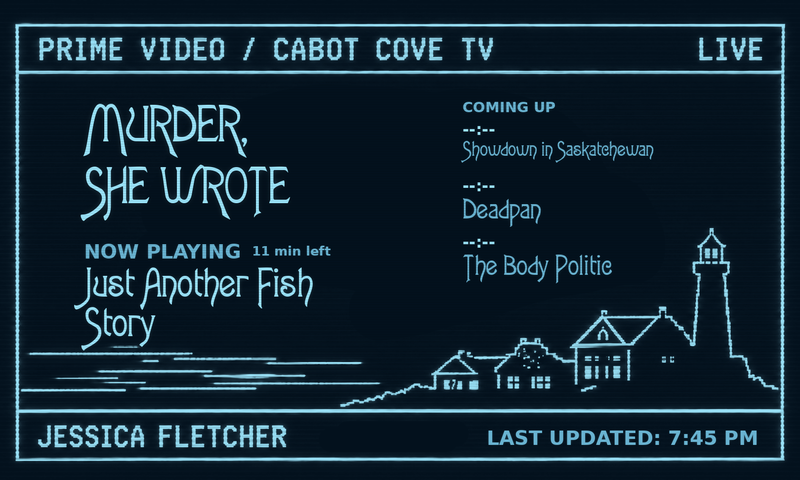 PRIME VIDEO / CABOT COVE TV
LIVE
MURDER,
SHE WROTE
NOW PLAYING 11 min left
Just Another Fish
Story
COMING UP
--:--
Showdown in Saskatchewan
--:--
Deadpan
--:--
The Body Politic
JESSICA FLETCHER
LAST UPDATED: 7:45 PM